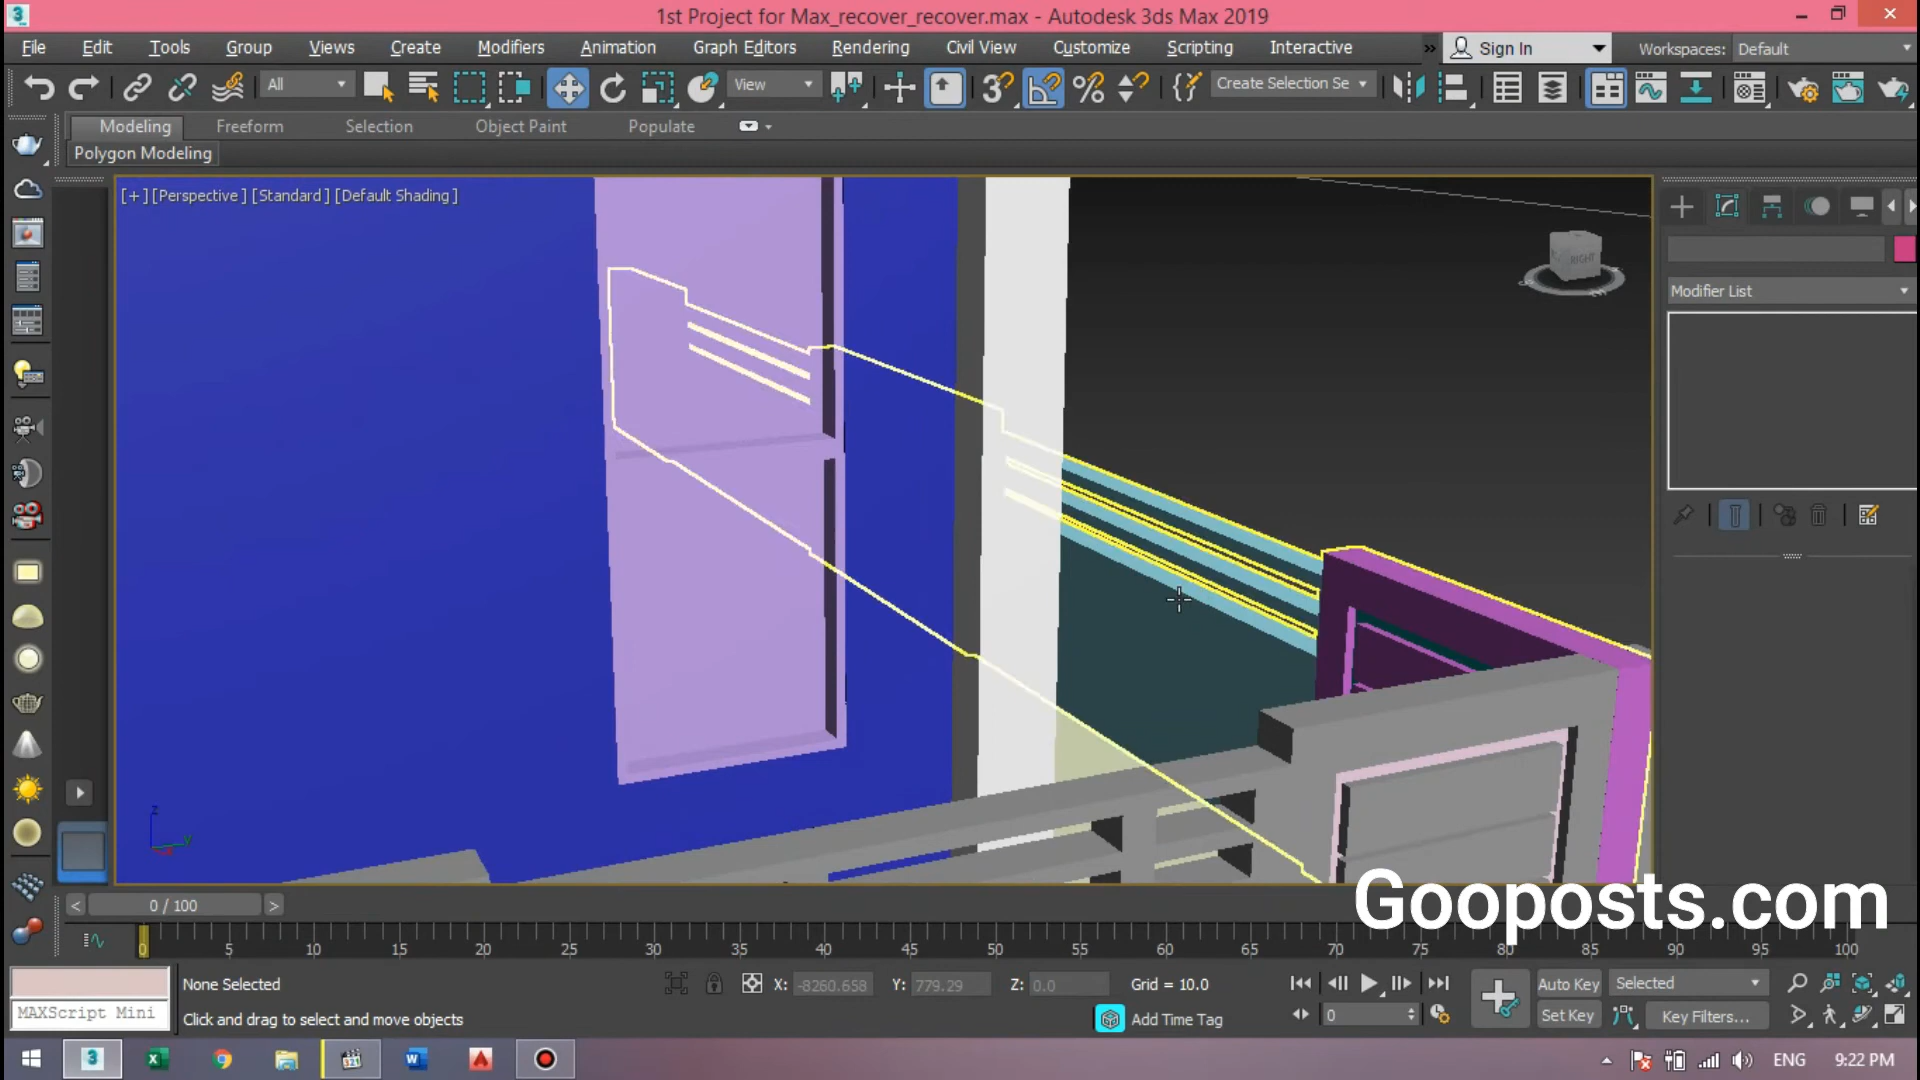 1st Project for Max_recover_recover.max - Autodesk 3ds Max 2019
File Edit Tools Group Views Create Modifiers Animation Graph Editors Rendering Civil View Customize Scripting Interactive » Sign In Workspaces: Default
All View Create Selection Se
Modeling Freeform Selection Object Paint Populate
Polygon Modeling
[+] [Perspective] [Standard] [Default Shading]
RIGHT
Modifier List
z
Y
Gooposts.com
< 0 / 100 >
0 5 10 15 20 25 30 35 40 45 50 55 60 65 70 75 80 85 90 95 100
None Selected X: -8260.658 Y: 779.29 Z: 0.0 Grid = 10.0 Auto Key Selected
MAXScript Mini Click and drag to select and move objects Add Time Tag 0 Set Key Key Filters...
ENG 9:22 PM